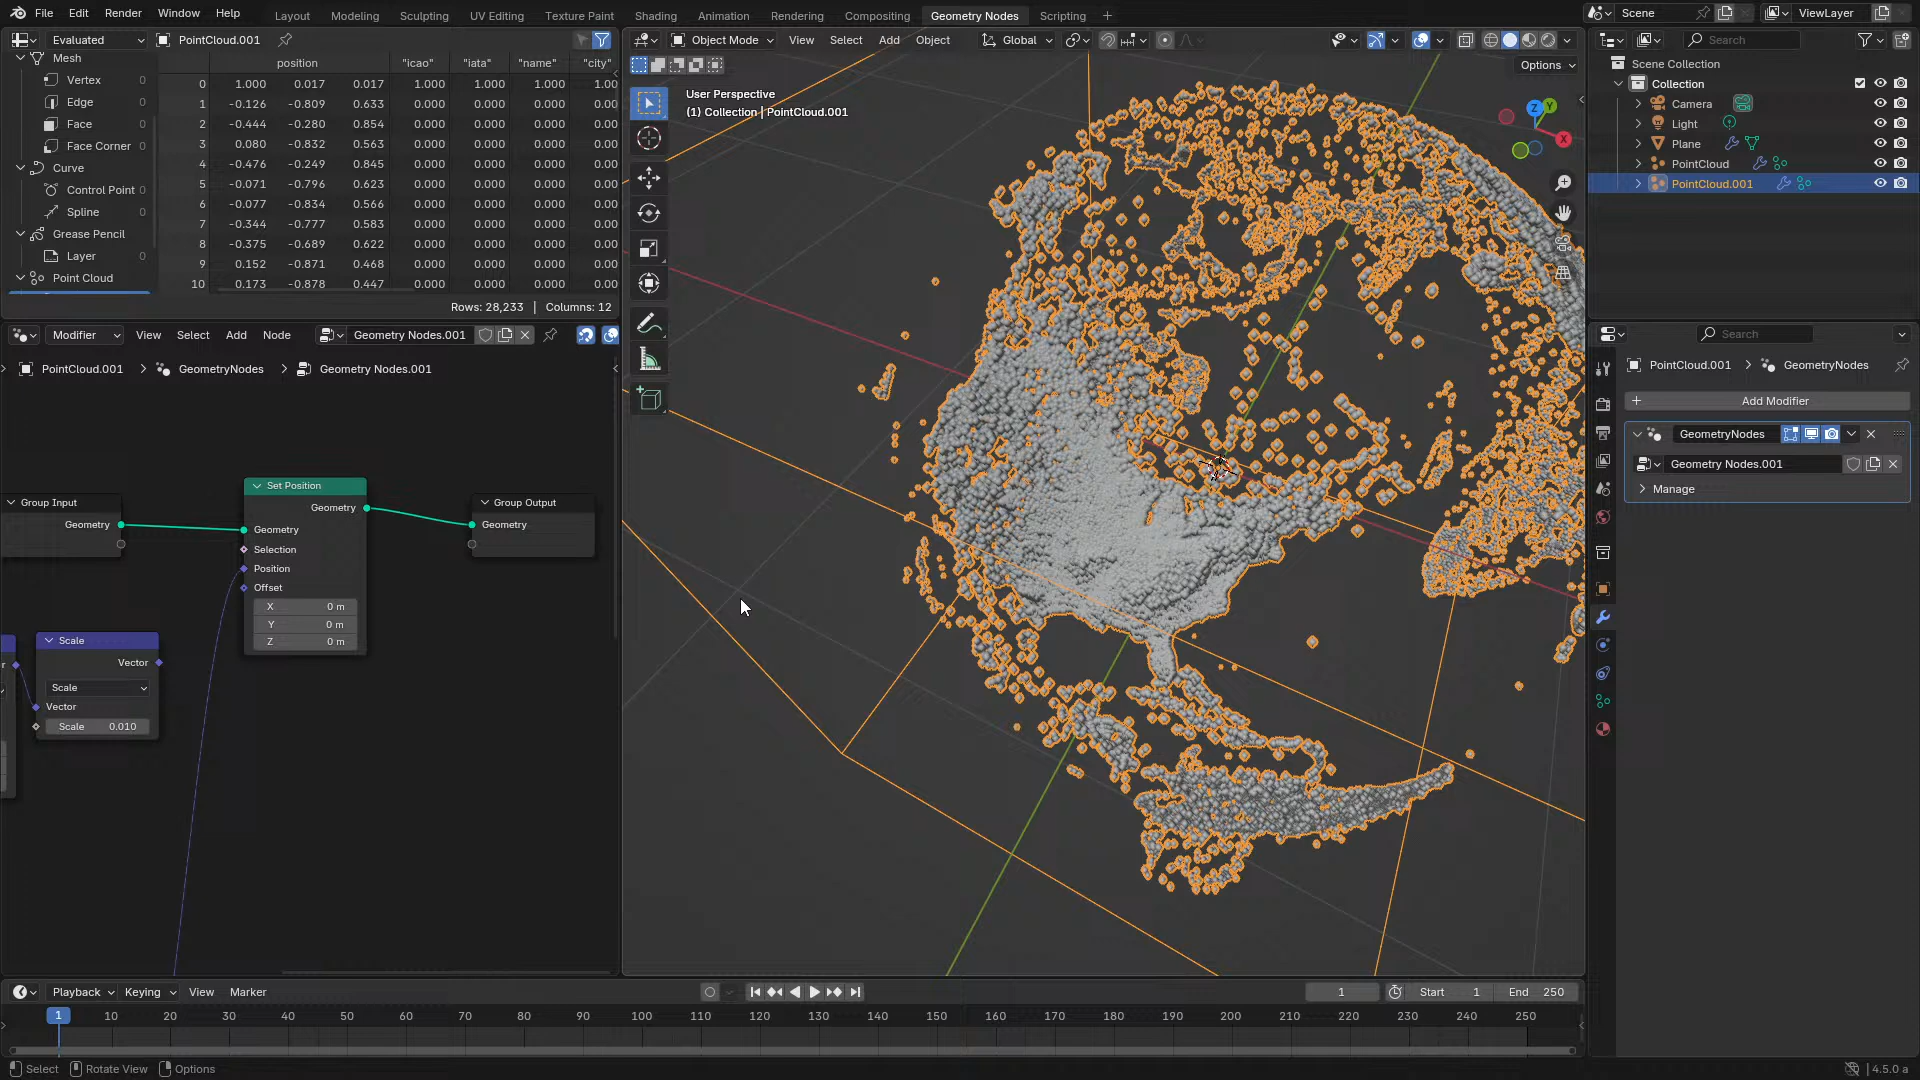 File Edit Render Window Help Layout Modeling Sculpting UV Editing Texture Paint Shading Animation Rendering Compositing Geometry Nodes Scripting Scene ViewLayer
Evaluated PointCloud.001
Mesh
Vertex 0
Edge 0
Face 0
Face Corner 0
Curve
Control Point 0
Spline 0
Grease Pencil
Layer 0
Point Cloud
position "icao" "iata" "name" "city"
0 1.000 0.017 0.017 1.000 1.000 1.000 1.00
1 -0.126 -0.809 0.633 0.000 0.000 0.000 0.00
2 -0.444 -0.280 0.854 0.000 0.000 0.000 0.00
3 0.080 -0.832 0.563 0.000 0.000 0.000 0.00
4 -0.476 -0.249 0.845 0.000 0.000 0.000 0.00
5 -0.071 -0.796 0.623 0.000 0.000 0.000 0.00
6 -0.077 -0.834 0.566 0.000 0.000 0.000 0.00
7 -0.344 -0.777 0.583 0.000 0.000 0.000 0.00
8 -0.375 -0.689 0.622 0.000 0.000 0.000 0.00
9 0.152 -0.871 0.468 0.000 0.000 0.000 0.00
10 0.173 -0.878 0.447 0.000 0.000 0.000 0.00
Rows: 28,233 | Columns: 12
Modifier View Select Add Node Geometry Nodes.001
PointCloud.001 GeometryNodes Geometry Nodes.001
Group Input
Geometry
Set Position
Geometry
Geometry
Selection
Position
Offset
X 0 m
Y 0 m
Z 0 m
Group Output
Geometry
r
Scale
Vector
Scale
Vector
Scale 0.010
Object Mode View Select Add Object Global
Options
User Perspective
(1) Collection | PointCloud.001
Z
Y
X
Search
Scene Collection
Collection
Camera
Light
Plane
PointCloud
PointCloud.001
Search
PointCloud.001 GeometryNodes
Add Modifier
GeometryNodes
Geometry Nodes.001
Manage
Playback Keying View Marker 1 Start 1 End 250
1 10 20 30 40 50 60 70 80 90 100 110 120 130 140 150 160 170 180 190 200 210 220 230 240 250
Select Rotate View Options 4.5.0 a